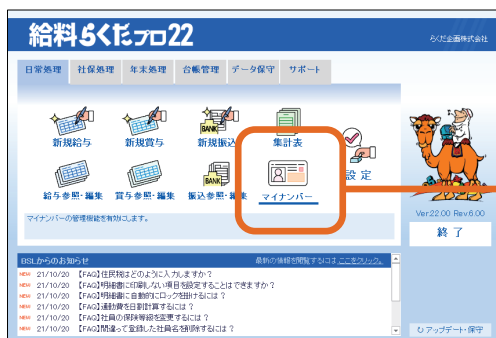 給料らくだプロ22
らくだ企画株式会社
日常処理 社保処理 年末処理 台帳管理 データ保守 サポート
新規給与 新規賞与 新規振込 集計表 設定
BANK
給与参照・編集 賞与参照・編集 振込参照・編集 マイナンバー
BANK
マイナンバーの管理機能を有効にします。
Ver.22.00 Rev.6.00
終了
BSLからのお知らせ 最新の情報を閲覧するには ここをクリック。
NEW 21/10/20 【FAQ】住民税はどのように入力しますか？
NEW 21/10/20 【FAQ】明細書に印刷しない項目を設定することはできますか？
NEW 21/10/20 【FAQ】明細書に自動的にロックを掛けるには？
NEW 21/10/20 【FAQ】通勤費を日割計算するには？
NEW 21/10/20 【FAQ】社員の保険等級を変更するには？
NEW 21/10/20 【FAQ】間違って登録した社員名を削除するには？
アップデート・保守